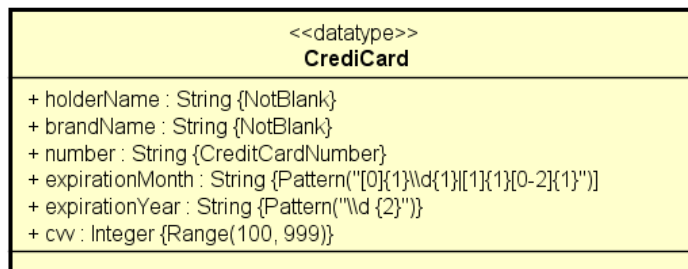 <<datatype>>
CrediCard
+ holderName : String {NotBlank}
+ brandName : String {NotBlank}
+ number : String {CreditCardNumber}
+ expirationMonth : String {Pattern("[0]{1}\\d{1}|[1]{1}[0-2]{1}")]
+ expirationYear : String {Pattern("\\d {2}")}
+ cvv : Integer {Range(100, 999)}